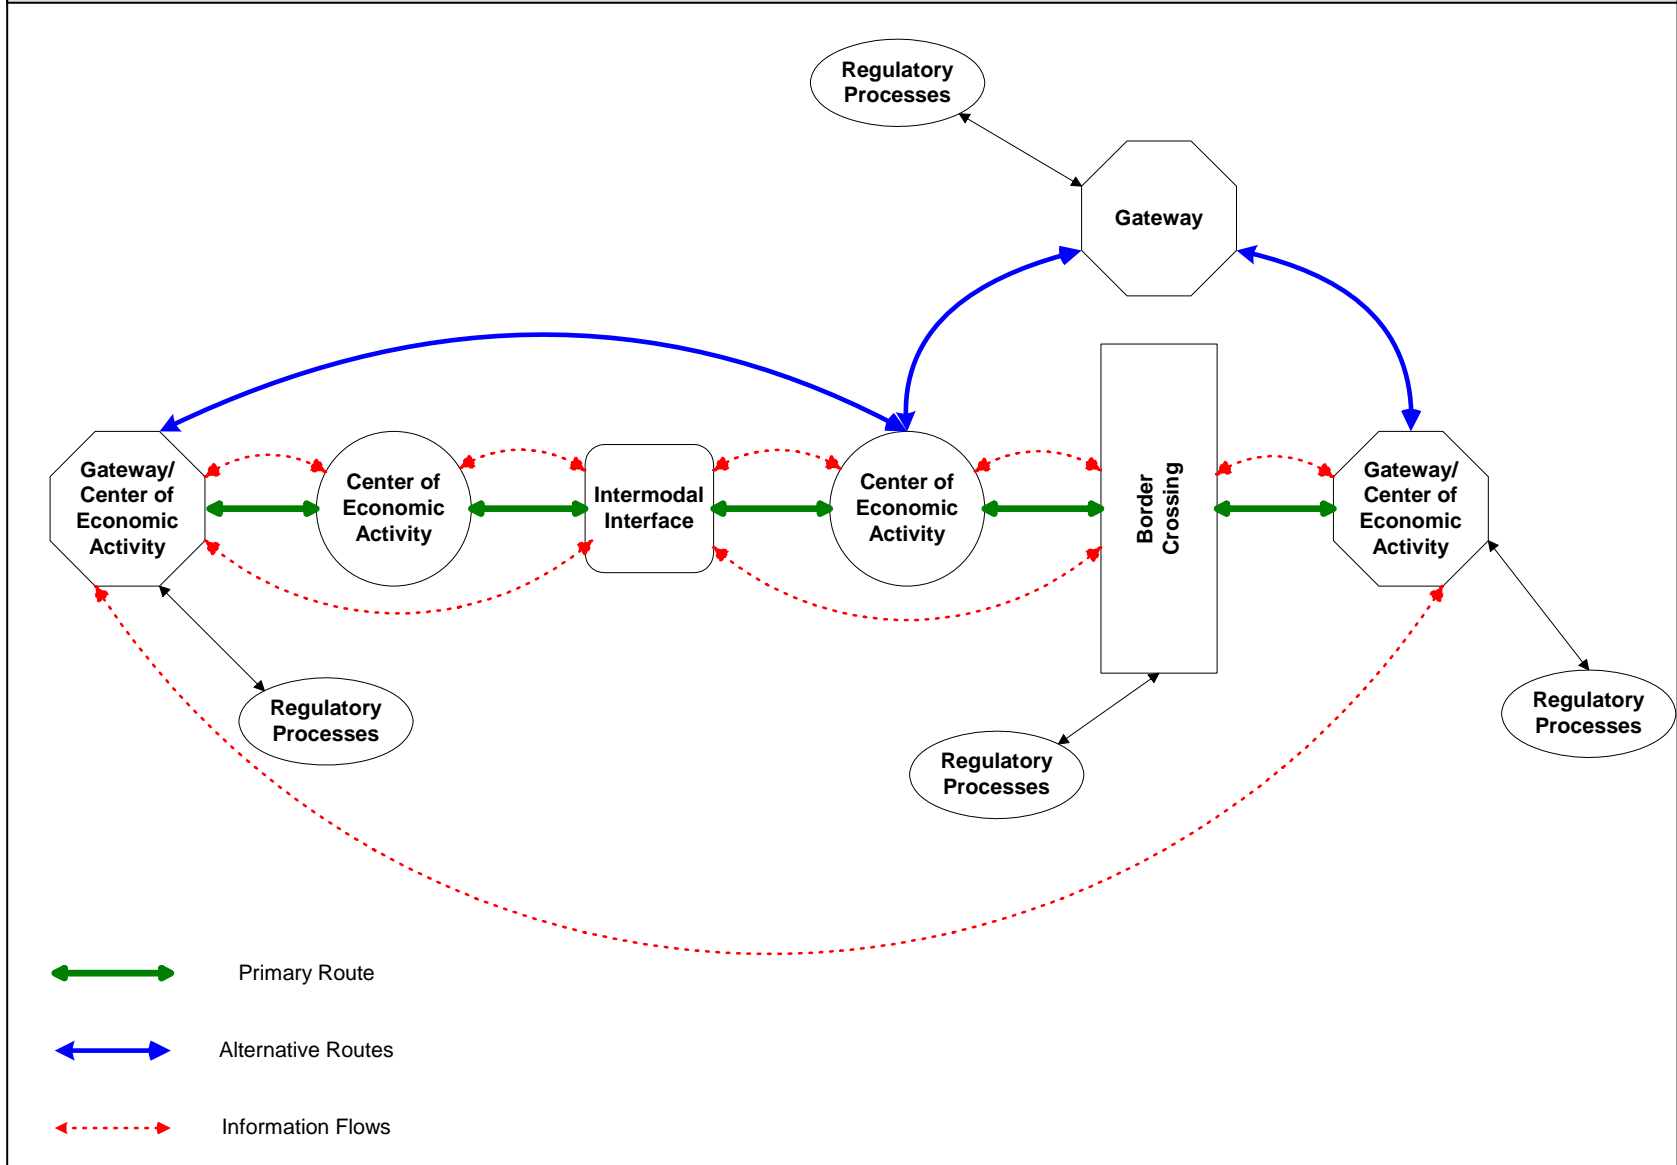 Regulatory
Processes
Gateway
Gateway/
Center of
Economic
Activity
Center of
Economic
Activity
Intermodal
Interface
Center of
Economic
Activity
Border
Crossing
Gateway/
Center of
Economic
Activity
Regulatory
Processes
Regulatory
Processes
Regulatory
Processes
Primary Route
Alternative Routes
Information Flows